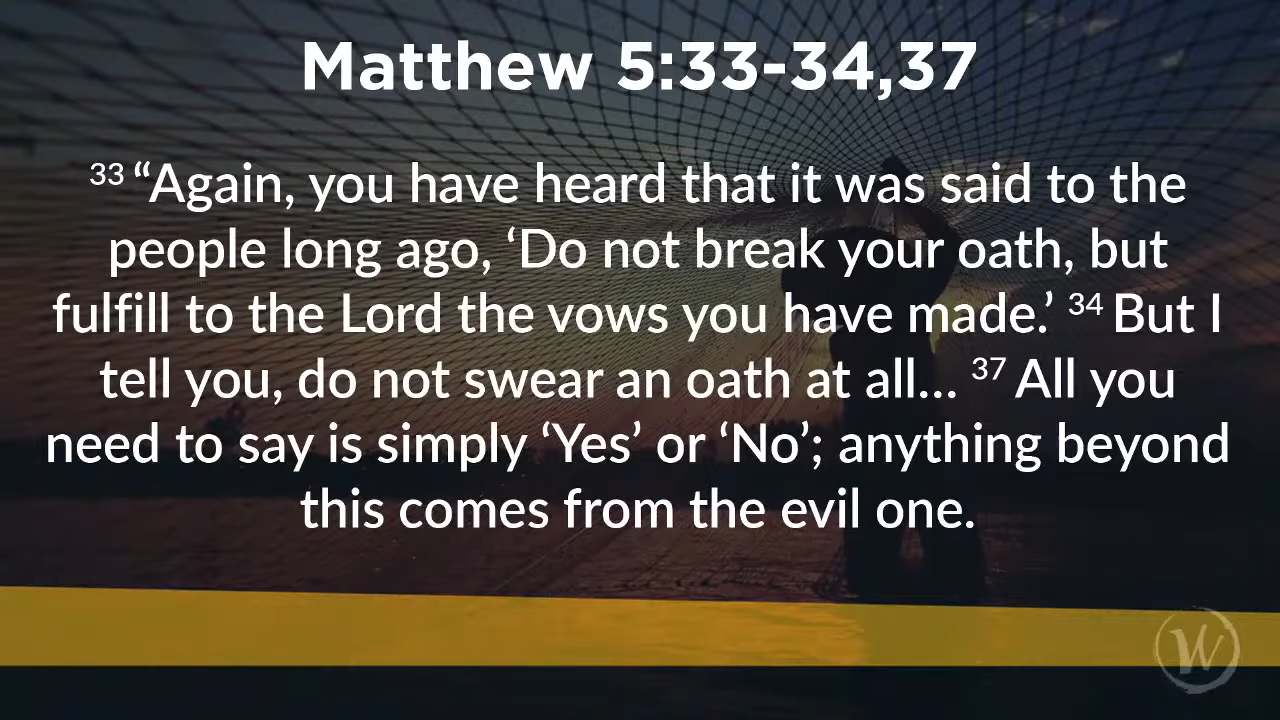 Matthew 5:33-34,37
33 “Again, you have heard that it was said to the
people long ago, ‘Do not break your oath, but
fulfill to the Lord the vows you have made.’ 34 But I
tell you, do not swear an oath at all... 37 All you
need to say is simply ‘Yes’ or ‘No’; anything beyond
this comes from the evil one.
W